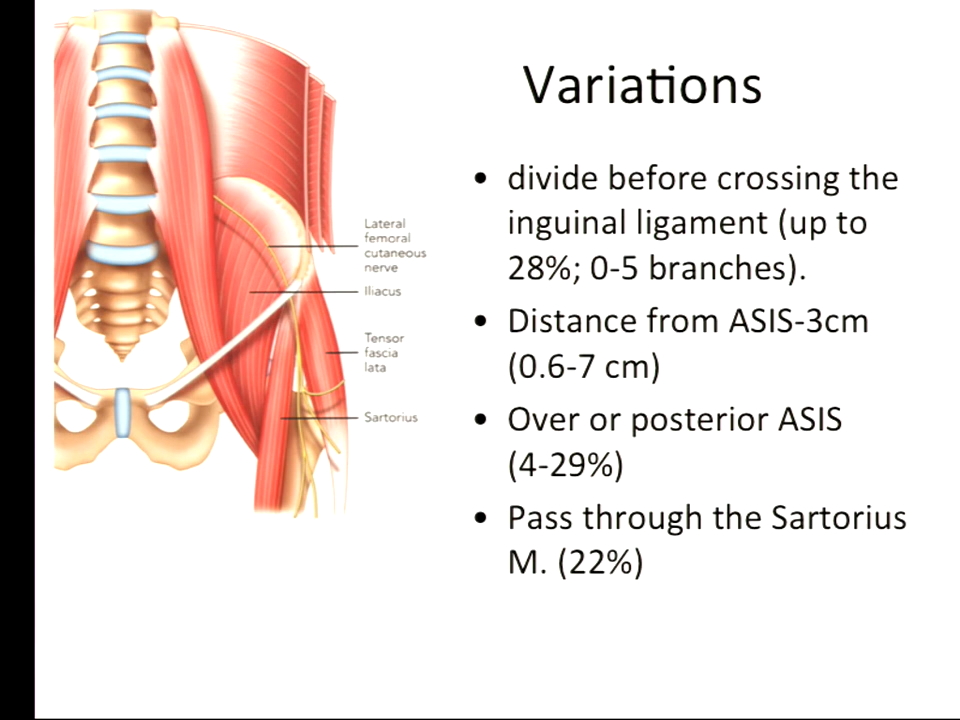 Variations
• divide before crossing the
inguinal ligament (up to
28%; 0-5 branches).
• Distance from ASIS-3cm
(0.6-7 cm)
• Over or posterior ASIS
(4-29%)
• Pass through the Sartorius
M. (22%)
Lateral
femoral
cutaneous
nerve
Iliacus
Tensor
fascia
lata
Sartorius